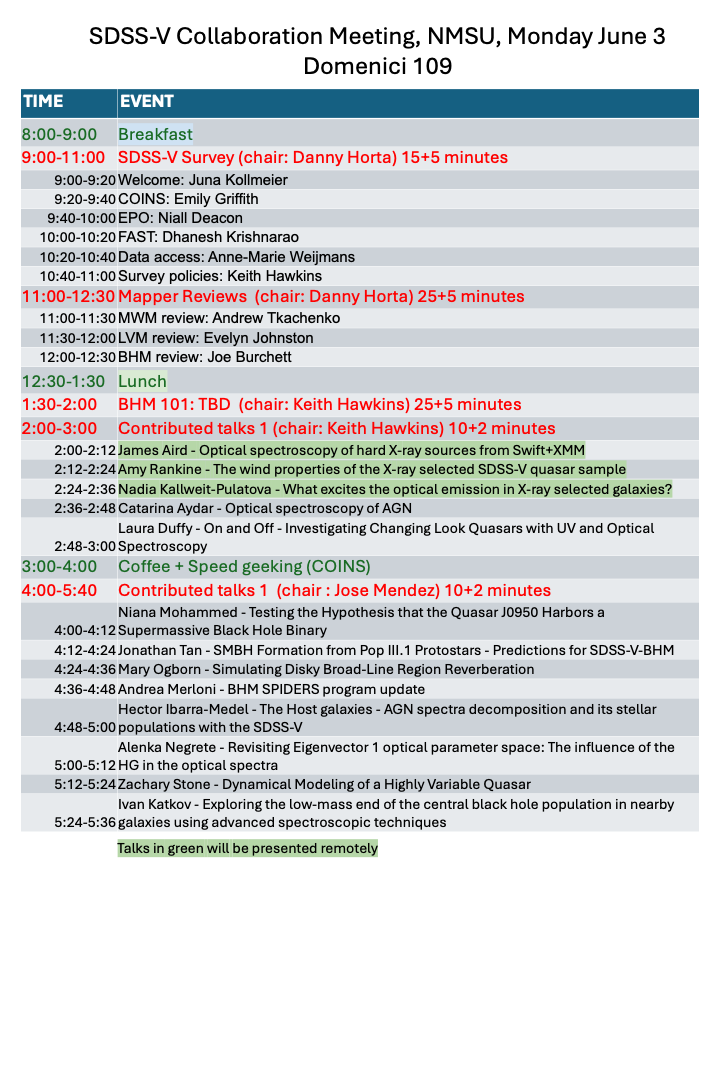 SDSS-V Collaboration Meeting, NMSU, Monday June 3
Domenici 109
TIME EVENT
8:00-9:00 Breakfast
9:00-11:00 SDSS-V Survey (chair: Danny Horta) 15+5 minutes
9:00-9:20 Welcome: Juna Kollmeier
9:20-9:40 COINS: Emily Griffith
9:40-10:00 EPO: Niall Deacon
10:00-10:20 FAST: Dhanesh Krishnarao
10:20-10:40 Data access: Anne-Marie Weijmans
10:40-11:00 Survey policies: Keith Hawkins
11:00-12:30 Mapper Reviews (chair: Danny Horta) 25+5 minutes
11:00-11:30 MWM review: Andrew Tkachenko
11:30-12:00 LVM review: Evelyn Johnston
12:00-12:30 BHM review: Joe Burchett
12:30-1:30 Lunch
1:30-2:00 BHM 101: TBD (chair: Keith Hawkins) 25+5 minutes
2:00-3:00 Contributed talks 1 (chair: Keith Hawkins) 10+2 minutes
2:00-2:12 James Aird - Optical spectroscopy of hard X-ray sources from Swift+XMM
2:12-2:24 Amy Rankine - The wind properties of the X-ray selected SDSS-V quasar sample
2:24-2:36 Nadia Kallweit-Pulatova - What excites the optical emission in X-ray selected galaxies?
2:36-2:48 Catarina Aydar - Optical spectroscopy of AGN
Laura Duffy - On and Off - Investigating Changing Look Quasars with UV and Optical
2:48-3:00 Spectroscopy
3:00-4:00 Coffee + Speed geeking (COINS)
4:00-5:40 Contributed talks 1 (chair : Jose Mendez) 10+2 minutes
Niana Mohammed - Testing the Hypothesis that the Quasar J0950 Harbors a
4:00-4:12 Supermassive Black Hole Binary
4:12-4:24 Jonathan Tan - SMBH Formation from Pop III.1 Protostars - Predictions for SDSS-V-BHM
4:24-4:36 Mary Ogborn - Simulating Disky Broad-Line Region Reverberation
4:36-4:48 Andrea Merloni - BHM SPIDERS program update
Hector Ibarra-Medel - The Host galaxies - AGN spectra decomposition and its stellar
4:48-5:00 populations with the SDSS-V
Alenka Negrete - Revisiting Eigenvector 1 optical parameter space: The influence of the
5:00-5:12 HG in the optical spectra
5:12-5:24 Zachary Stone - Dynamical Modeling of a Highly Variable Quasar
Ivan Katkov - Exploring the low-mass end of the central black hole population in nearby
5:24-5:36 galaxies using advanced spectroscopic techniques
Talks in green will be presented remotely